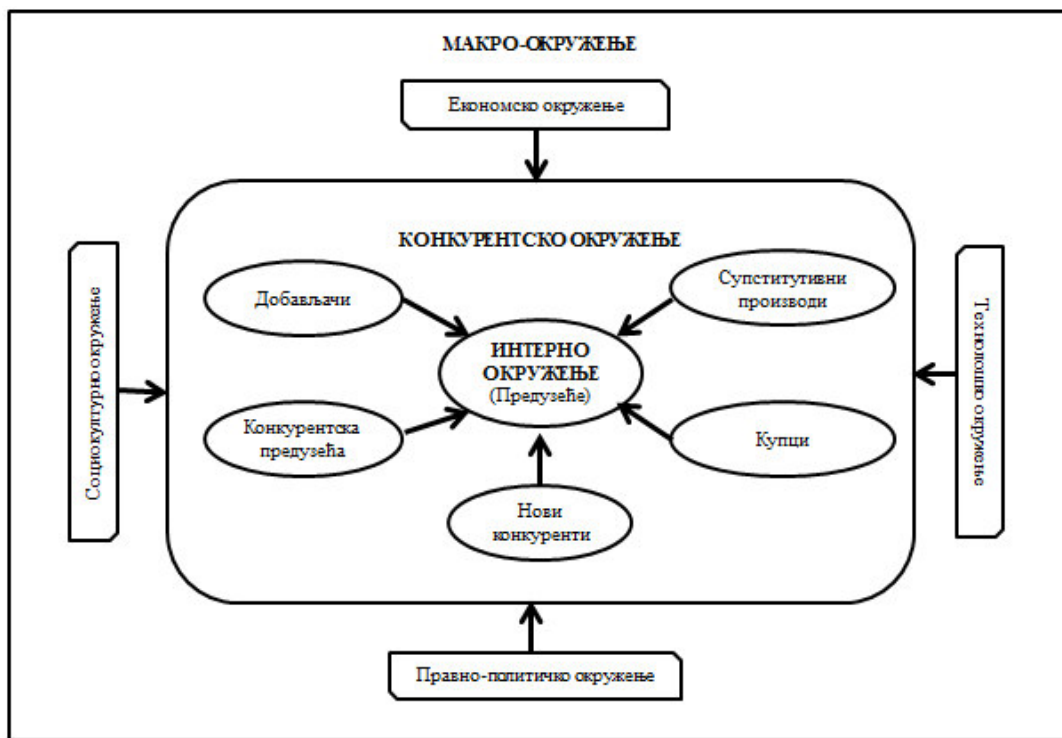 МАКРО-ОКРУЖЕЊЕ
Економско окружење
КОНКУРЕНТСКО ОКРУЖЕЊЕ
Добављачи
Супститутивни
производи
ИНТЕРНО
ОКРУЖЕЊЕ
(Предузеће)
Социокултурно окружење
Технолошко окружење
Конкурентска
предузећа
Купци
Нови
конкуренти
Правно-политичко окружење